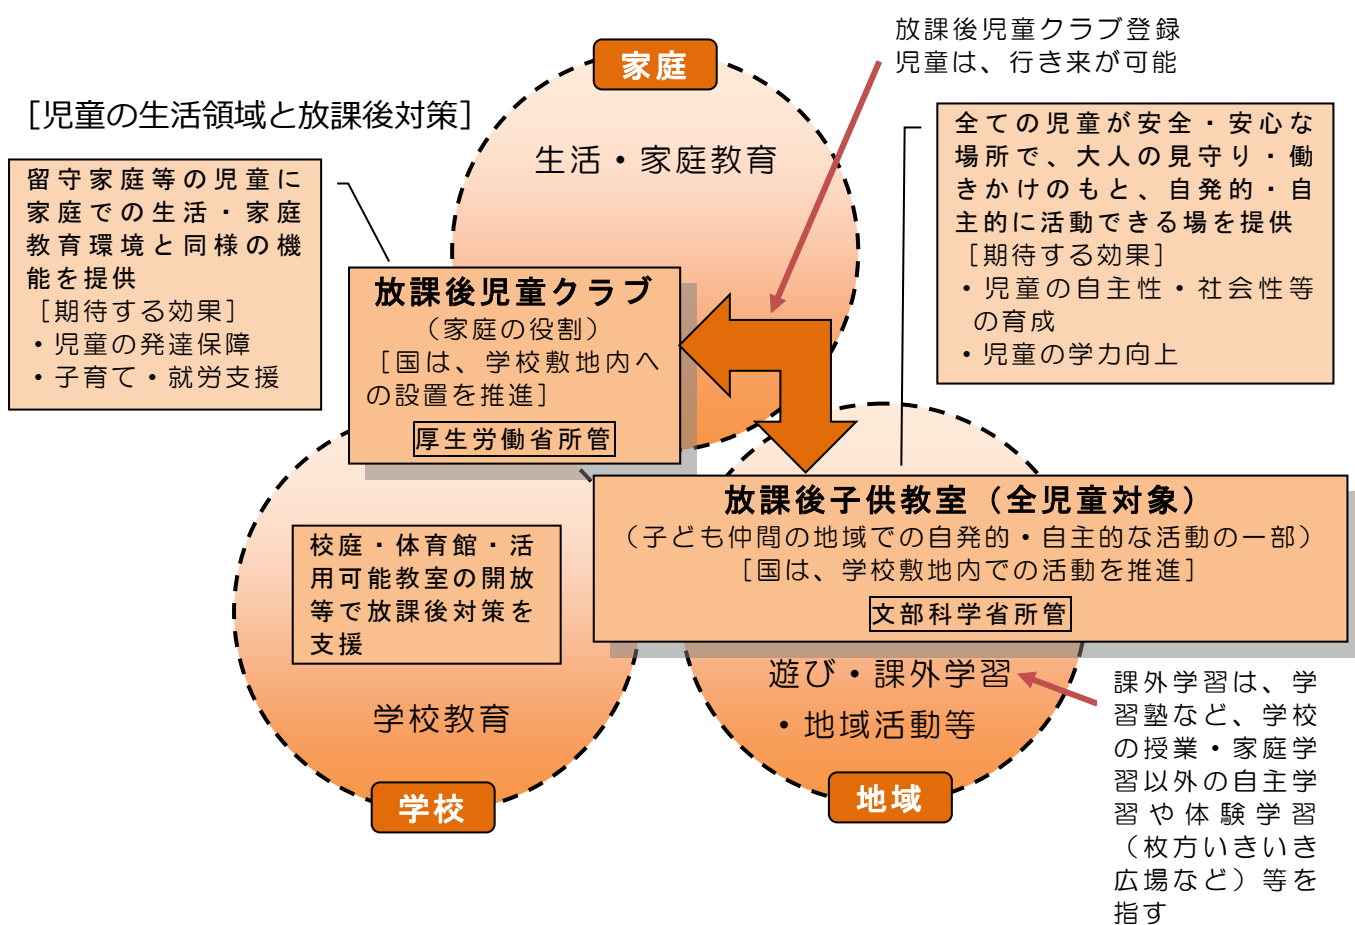 放課後児童クラブ登録
児童は、行き来が可能
家庭
[児童の生活領域と放課後対策]
生活・家庭教育
留守家庭等の児童に
家庭での生活・家庭
教育環境と同様の機
能を提供
[期待する効果]
・児童の発達保障
・子育て・就労支援
全ての児童が安全・安心な
場所で、大人の見守り・働
きかけのもと、自発的・自
主的に活動できる場を提供
[期待する効果]
・児童の自主性・社会性等
の育成
・児童の学力向上
放課後児童クラブ
（家庭の役割）
[国は、学校敷地内へ
の設置を推進]
厚生労働省所管
放課後子供教室（全児童対象）
（子ども仲間の地域での自発的・自主的な活動の一部）
[国は、学校敷地内での活動を推進]
文部科学省所管
校庭・体育館・活
用可能教室の開放
等で放課後対策を
支援
学校教育
学校
遊び・課外学習
・地域活動等
地域
課外学習は、学
習塾など、学校
の授業・家庭学
習以外の自主学
習や体験学習
（枚方いきいき
広場など）等を
指す